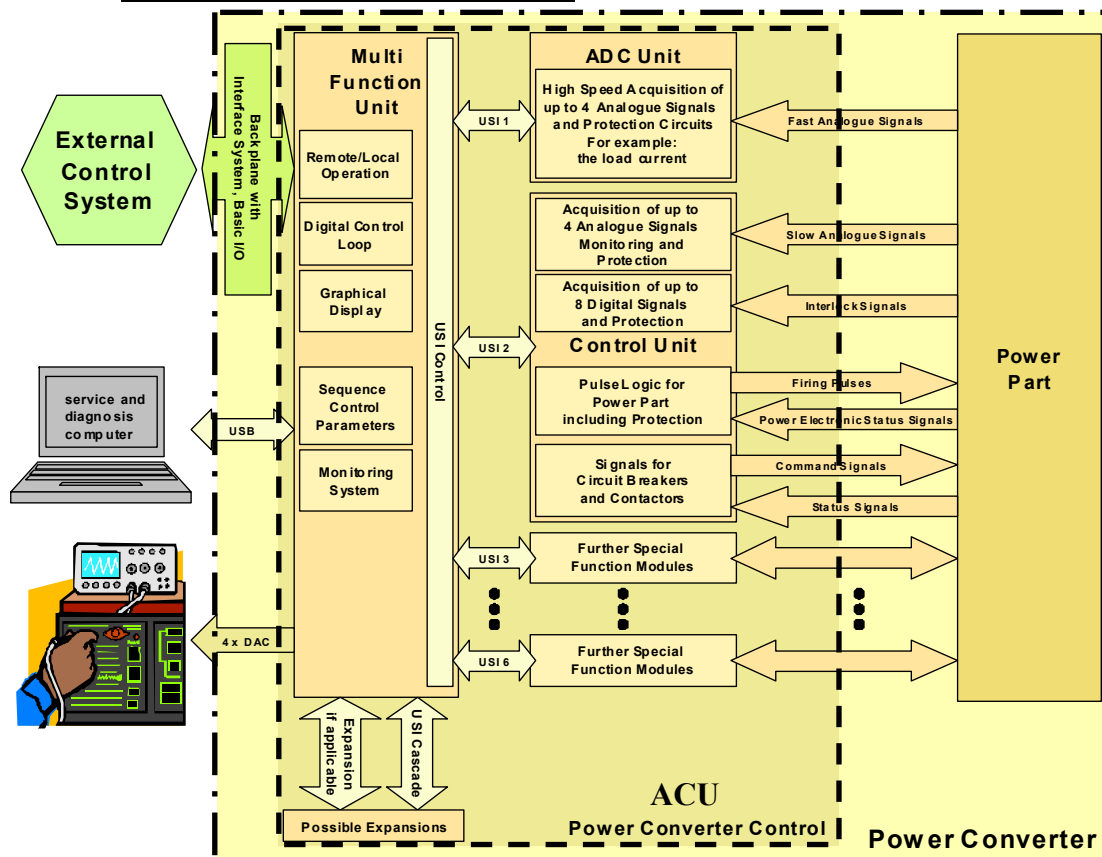 External
Control
System
Backplane with
Interface System, Basic I/O
Multi
Function
Unit
Remote/Local
Operation
Digital Control
Loop
Graphical
Display
Sequence
Control
Parameters
Monitoring
System
USI Control
USI 1
USI 2
USI 3
USI 6
ADC Unit
High Speed Acquisition of
up to 4 Analogue Signals
and Protection Circuits
For example:
the load current
Acquisition of up to
4 Analogue Signals
Monitoring and
Protection
Acquisition of up to
8 Digital Signals
and Protection
Control Unit
Pulse Logic for
Power Part
including Protection
Signals for
Circuit Breakers
and Contactors
Further Special
Function Modules
Further Special
Function Modules
Fast Analogue Signals
Slow Analogue Signals
Interlock Signals
Firing Pulses
Power Electronic Status Signals
Command Signals
Status Signals
Power
Part
service and
diagnosis
computer
USB
4 x DAC
Expansion
if applicable
USI Cascade
Possible Expansions
ACU
Power Converter Control
Power Converter